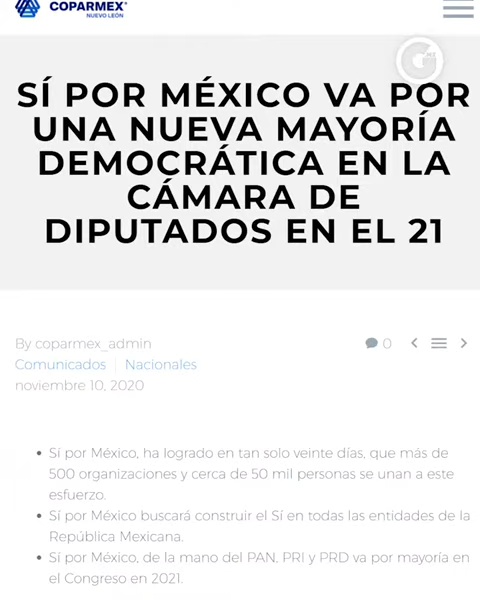 COPARMEX®
NUEVO LEÓN
SÍ POR MÉXICO VA POR
UNA NUEVA MAYORÍA
DEMOCRÁTICA EN LA
CÁMARA DE
DIPUTADOS EN EL 21
By coparmex_admin
0
Comunicados | Nacionales
noviembre 10, 2020
• Sí por México, ha logrado en tan solo veinte días, que más de
500 organizaciones y cerca de 50 mil personas se unan a este
esfuerzo.
• Sí por México buscará construir el Sí en todas las entidades de la
República Mexicana.
• Sí por México, de la mano del PAN, PRI y PRD va por mayoría en
el Congreso en 2021.